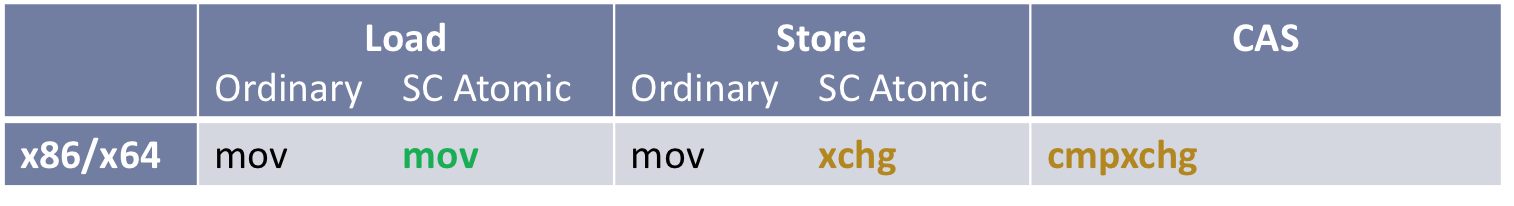 Load Store CAS
Ordinary SC Atomic Ordinary SC Atomic
x86/x64 mov mov mov xchg cmpxchg